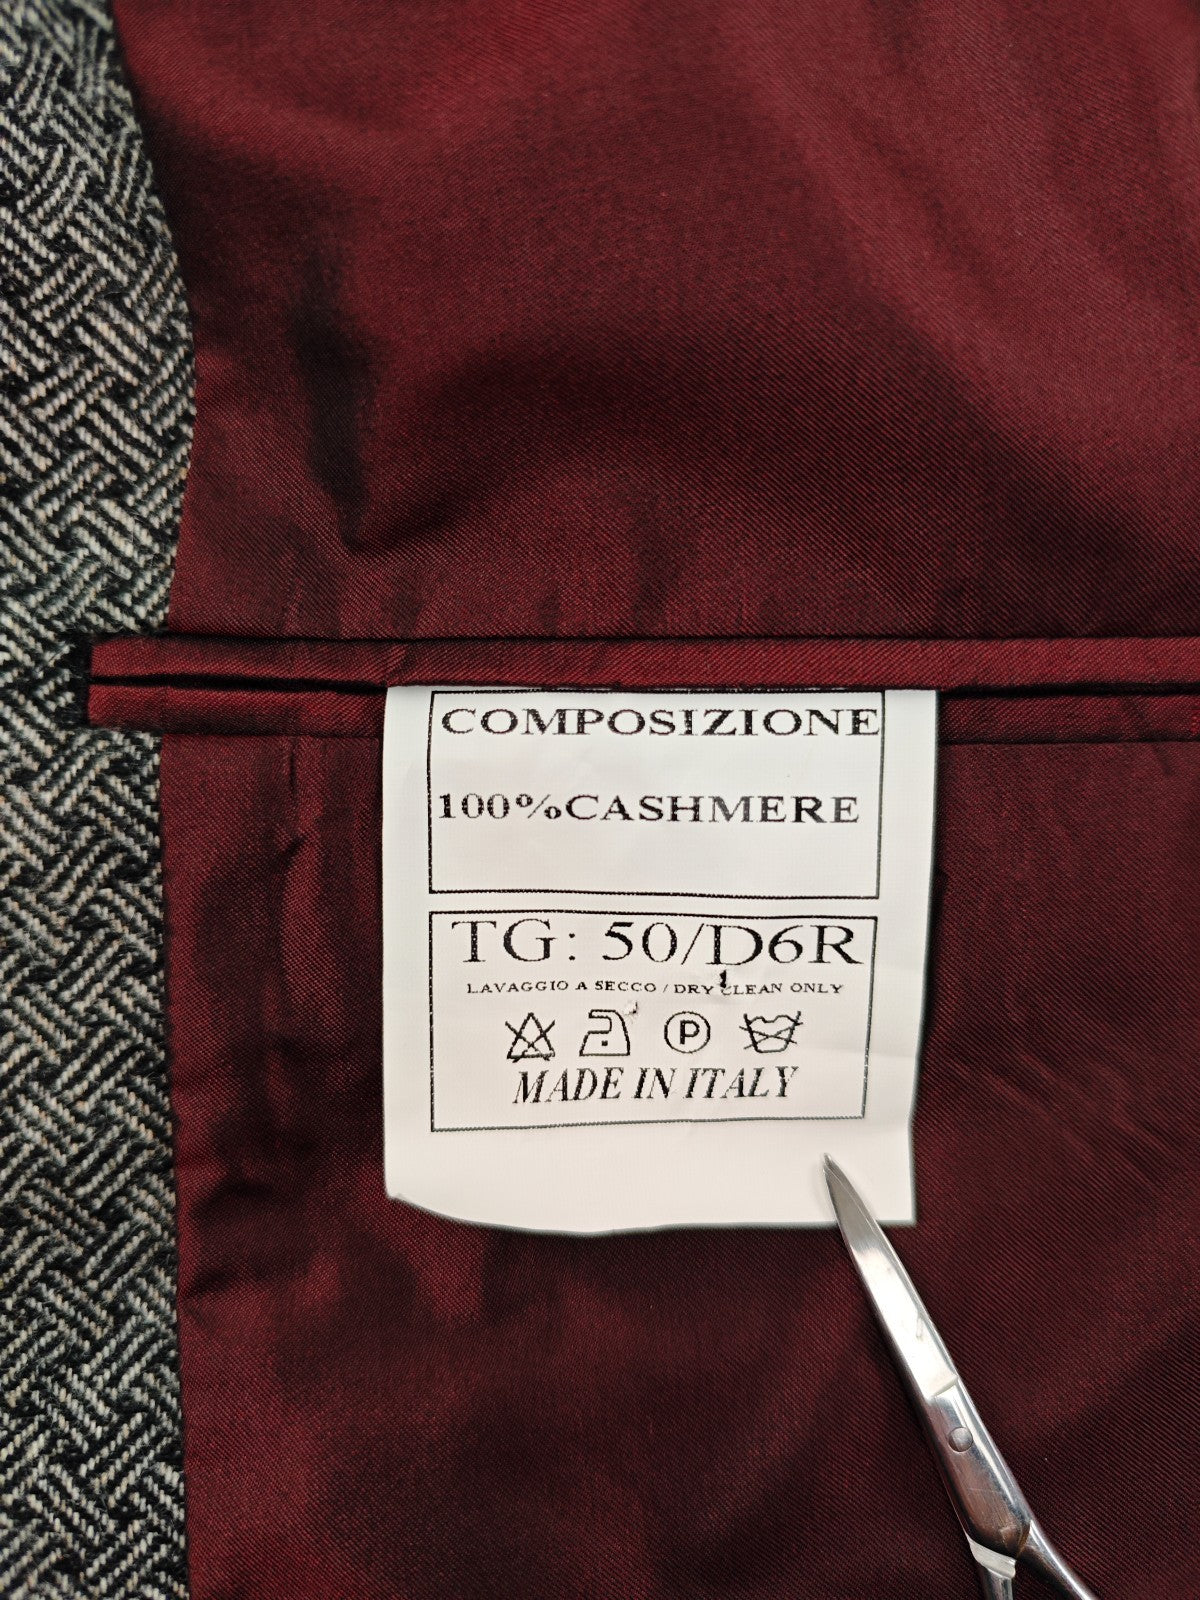 COMPOSIZIONE
100%CASHMERE
TG: 50/D6R
LAVAGGIO A SECCO / DRY CLEAN ONLY
P
MADE IN ITALY